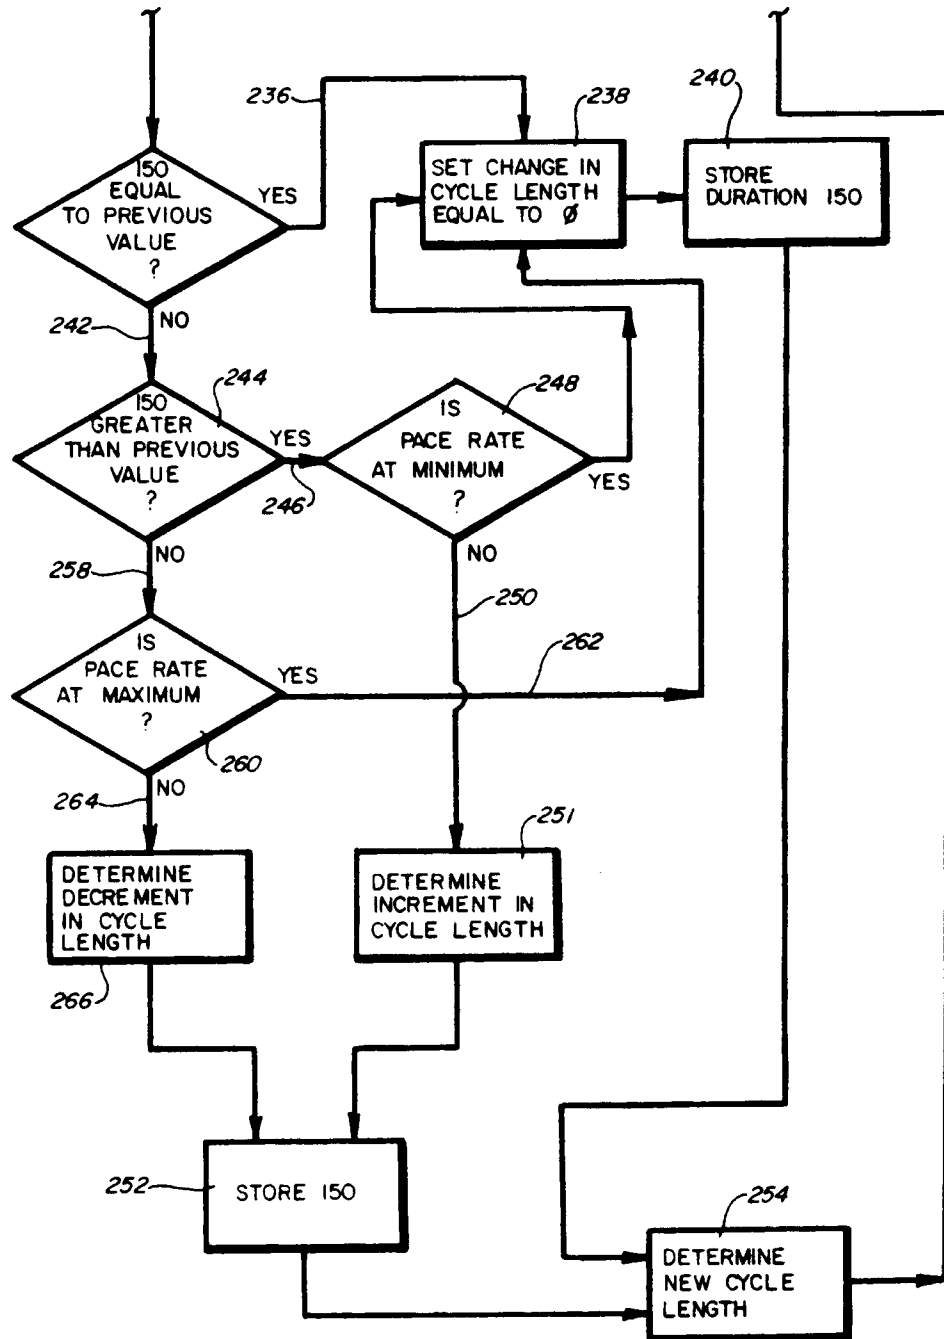 236
238
240
150
EQUAL
TO PREVIOUS
VALUE
?
YES
SET CHANGE IN
CYCLE LENGTH
EQUAL TO Ø
STORE
DURATION 150
242
NO
244
150
GREATER
THAN PREVIOUS
VALUE
?
YES
246
248
IS
PACE RATE
AT MINIMUM
?
YES
258
NO
NO
250
IS
PACE RATE
AT MAXIMUM
?
YES
262
260
264
NO
251
DETERMINE
DECREMENT
IN CYCLE
LENGTH
266
DETERMINE
INCREMENT IN
CYCLE LENGTH
252
STORE 150
254
DETERMINE
NEW CYCLE
LENGTH